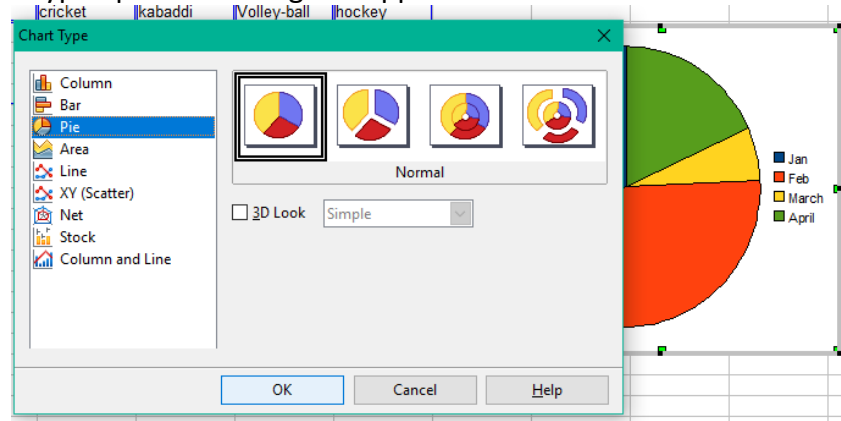 cricket kabaddi Volley-ball hockey
Chart Type
Column
Bar
Pie
Area
Line
XY (Scatter)
Net
Stock
Column and Line
Normal
3D Look Simple
OK Cancel Help
Jan
Feb
March
April